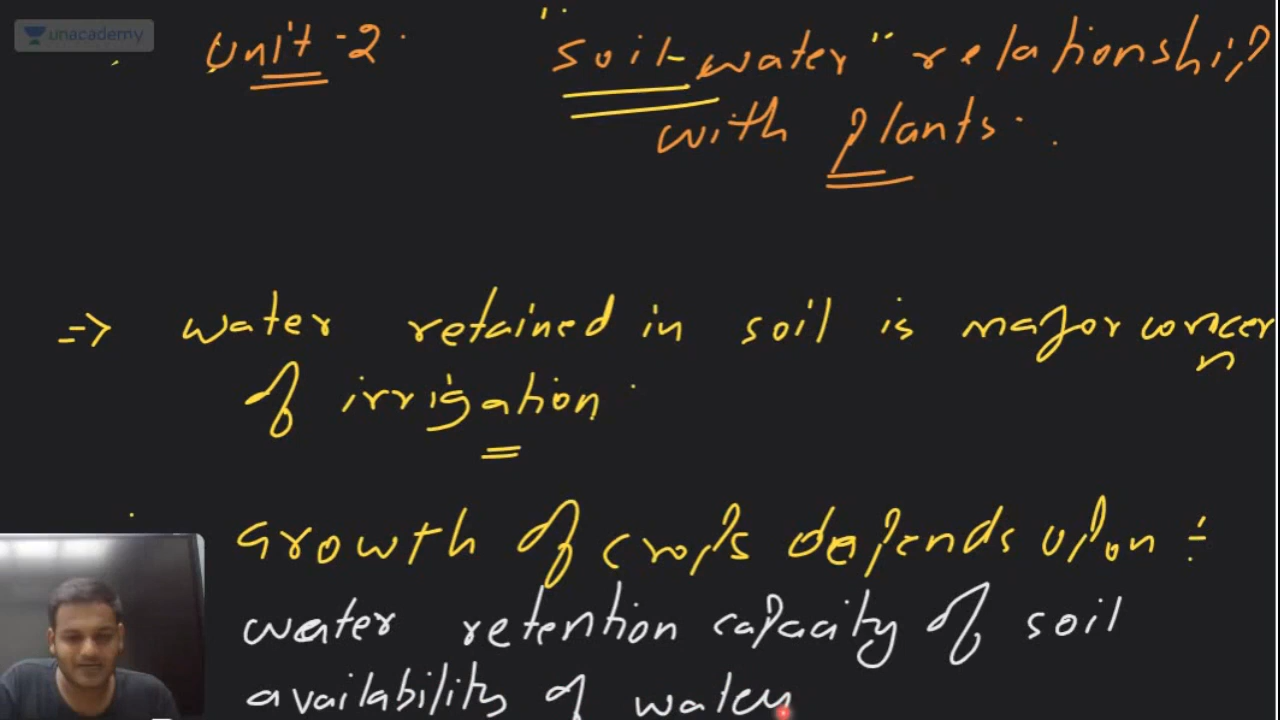 unacademy
Unit-2.
"soil-water" relationship
with plants.
=> water retained in soil is major concer
n
of irrigation.
Growth of crops depends upon ÷
water retention capacity of soil
availability of water